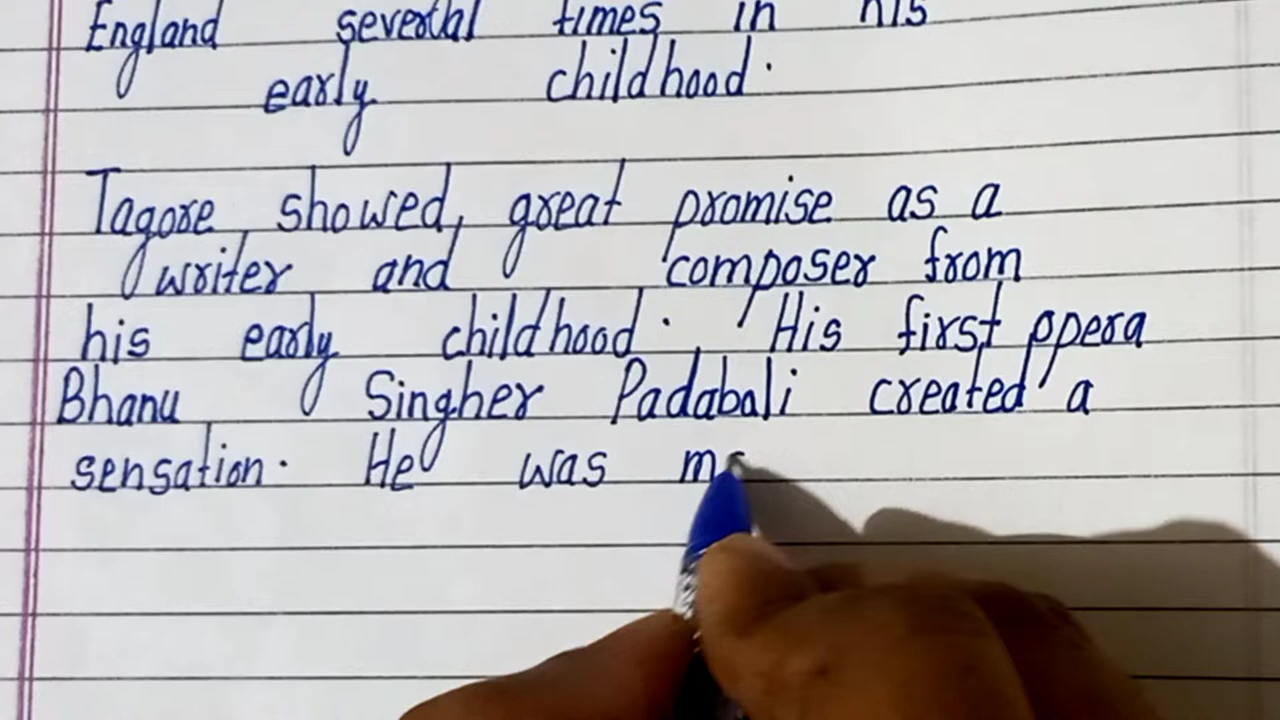 England several times in his
early childhood.
Tagore showed, great promise as a
writer and composer from
his early childhood. His first opera
Bhanu Singher Padabali created a
sensation. He was